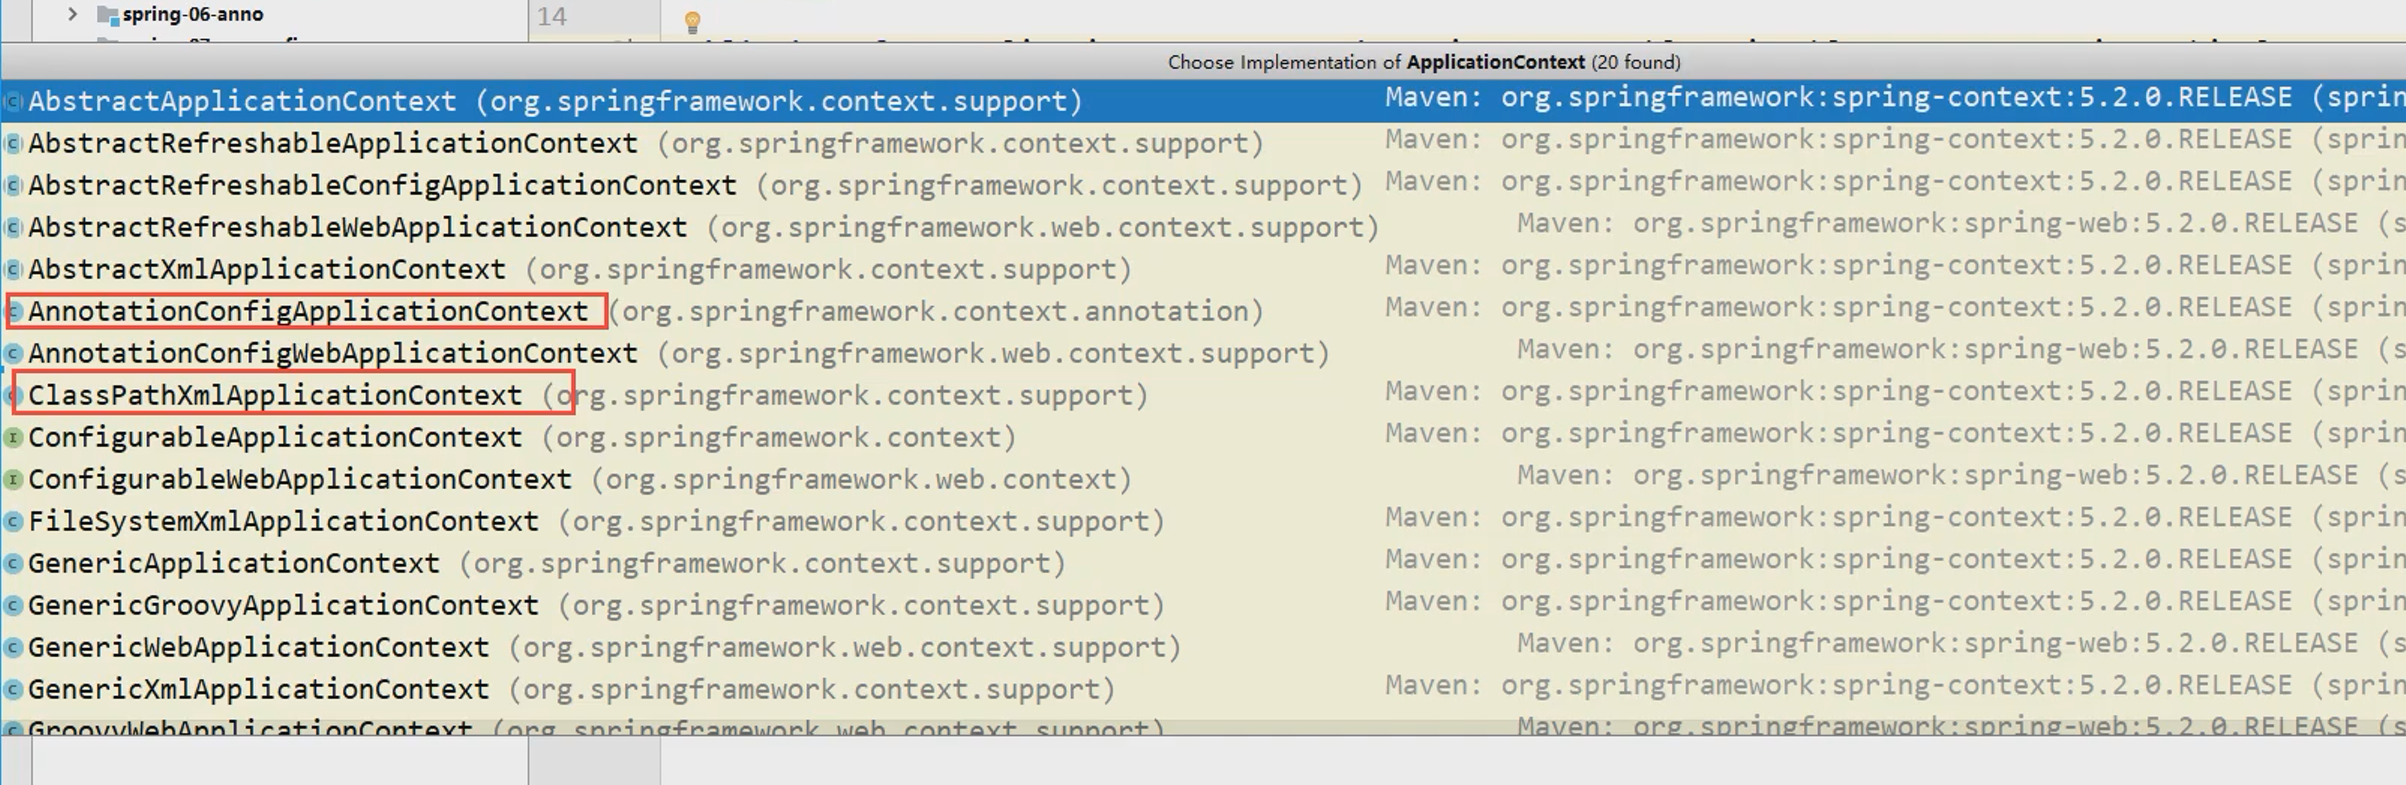 spring-06-anno
14
Choose Implementation of ApplicationContext (20 found)
AbstractApplicationContext (org.springframework.context.support) Maven: org.springframework:spring-context:5.2.0.RELEASE (sprin
AbstractRefreshableApplicationContext (org.springframework.context.support) Maven: org.springframework:spring-context:5.2.0.RELEASE (sprin
AbstractRefreshableConfigApplicationContext (org.springframework.context.support) Maven: org.springframework:spring-context:5.2.0.RELEASE (sprin
AbstractRefreshableWebApplicationContext (org.springframework.web.context.support) Maven: org.springframework:spring-web:5.2.0.RELEASE (s
AbstractXmlApplicationContext (org.springframework.context.support) Maven: org.springframework:spring-context:5.2.0.RELEASE (sprin
AnnotationConfigApplicationContext (org.springframework.context.annotation) Maven: org.springframework:spring-context:5.2.0.RELEASE (sprin
AnnotationConfigWebApplicationContext (org.springframework.web.context.support) Maven: org.springframework:spring-web:5.2.0.RELEASE (s
ClassPathXmlApplicationContext (org.springframework.context.support) Maven: org.springframework:spring-context:5.2.0.RELEASE (sprin
ConfigurableApplicationContext (org.springframework.context) Maven: org.springframework:spring-context:5.2.0.RELEASE (sprin
ConfigurableWebApplicationContext (org.springframework.web.context) Maven: org.springframework:spring-web:5.2.0.RELEASE (s
FileSystemXmlApplicationContext (org.springframework.context.support) Maven: org.springframework:spring-context:5.2.0.RELEASE (sprin
GenericApplicationContext (org.springframework.context.support) Maven: org.springframework:spring-context:5.2.0.RELEASE (sprin
GenericGroovyApplicationContext (org.springframework.context.support) Maven: org.springframework:spring-context:5.2.0.RELEASE (sprin
GenericWebApplicationContext (org.springframework.web.context.support) Maven: org.springframework:spring-web:5.2.0.RELEASE (s
GenericXmlApplicationContext (org.springframework.context.support) Maven: org.springframework:spring-context:5.2.0.RELEASE (sprin
GroovyWebApplicationContext (org.springframework.web.context.support) Maven: org.springframework:spring-web:5.2.0.RELEASE (s